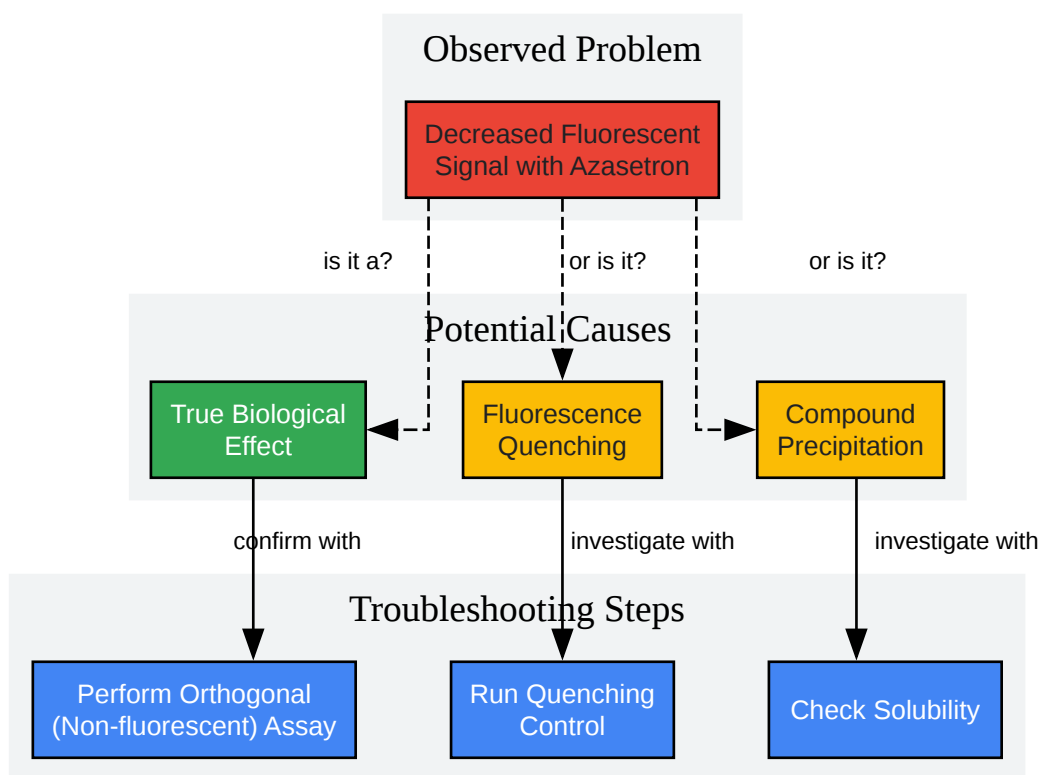 Observed Problem
Decreased Fluorescent
Signal with Azasetron
is it a?
or is it?
or is it?
Potential Causes
True Biological
Effect
Fluorescence
Quenching
Compound
Precipitation
confirm with
investigate with
investigate with
Troubleshooting Steps
Perform Orthogonal
(Non-fluorescent) Assay
Run Quenching
Control
Check Solubility